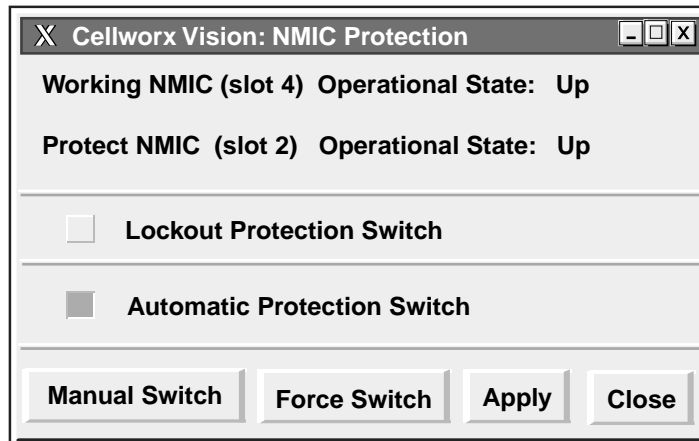 X Cellworx Vision: NMIC Protection
Working NMIC (slot 4) Operational State: Up
Protect NMIC (slot 2) Operational State: Up
Lockout Protection Switch
Automatic Protection Switch
Manual Switch Force Switch Apply Close